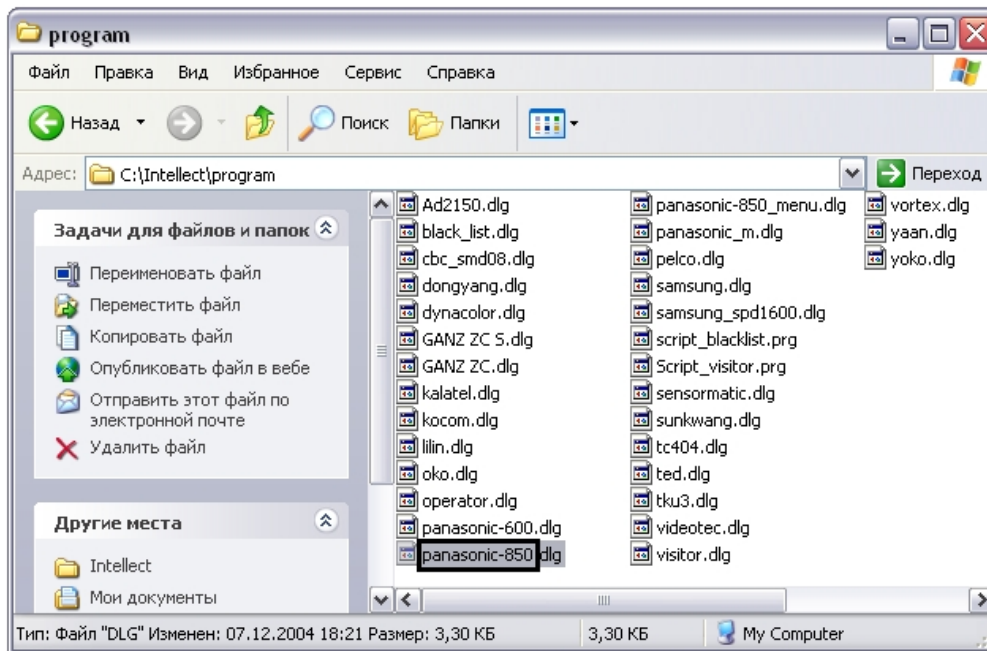 program
Файл Правка Вид Избранное Сервис Справка
Назад Поиск Папки
Адрес: C:\Intellect\program Переход
Задачи для файлов и папок
Переименовать файл
Переместить файл
Копировать файл
Опубликовать файл в вебе
Отправить этот файл по
электронной почте
Удалить файл
Другие места
Intellect
Мои документы
Ad2150.dlg
black_list.dlg
cbc_smd08.dlg
dongyang.dlg
dynacolor.dlg
GANZ ZC S.dlg
GANZ ZC.dlg
kalatel.dlg
kocom.dlg
lilin.dlg
oko.dlg
operator.dlg
panasonic-600.dlg
panasonic-850.dlg
panasonic-850_menu.dlg
panasonic_m.dlg
pelco.dlg
samsung.dlg
samsung_spd1600.dlg
script_blacklist.prg
Script_visitor.prg
sensormatic.dlg
sunkwang.dlg
tc404.dlg
ted.dlg
tku3.dlg
videotec.dlg
visitor.dlg
vortex.dlg
yaan.dlg
yoko.dlg
Тип: Файл "DLG" Изменен: 07.12.2004 18:21 Размер: 3,30 КБ 3,30 КБ My Computer